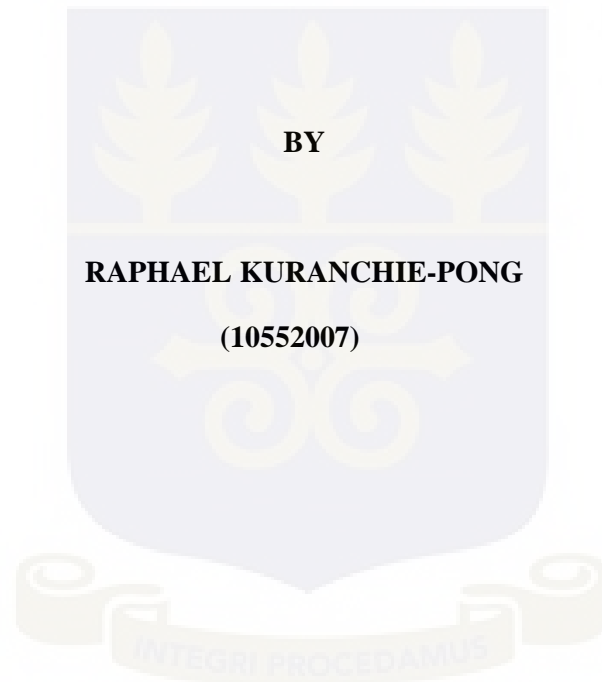 BY
RAPHAEL KURANCHIE-PONG
(10552007)
INTEGRI PROCEDAMUS